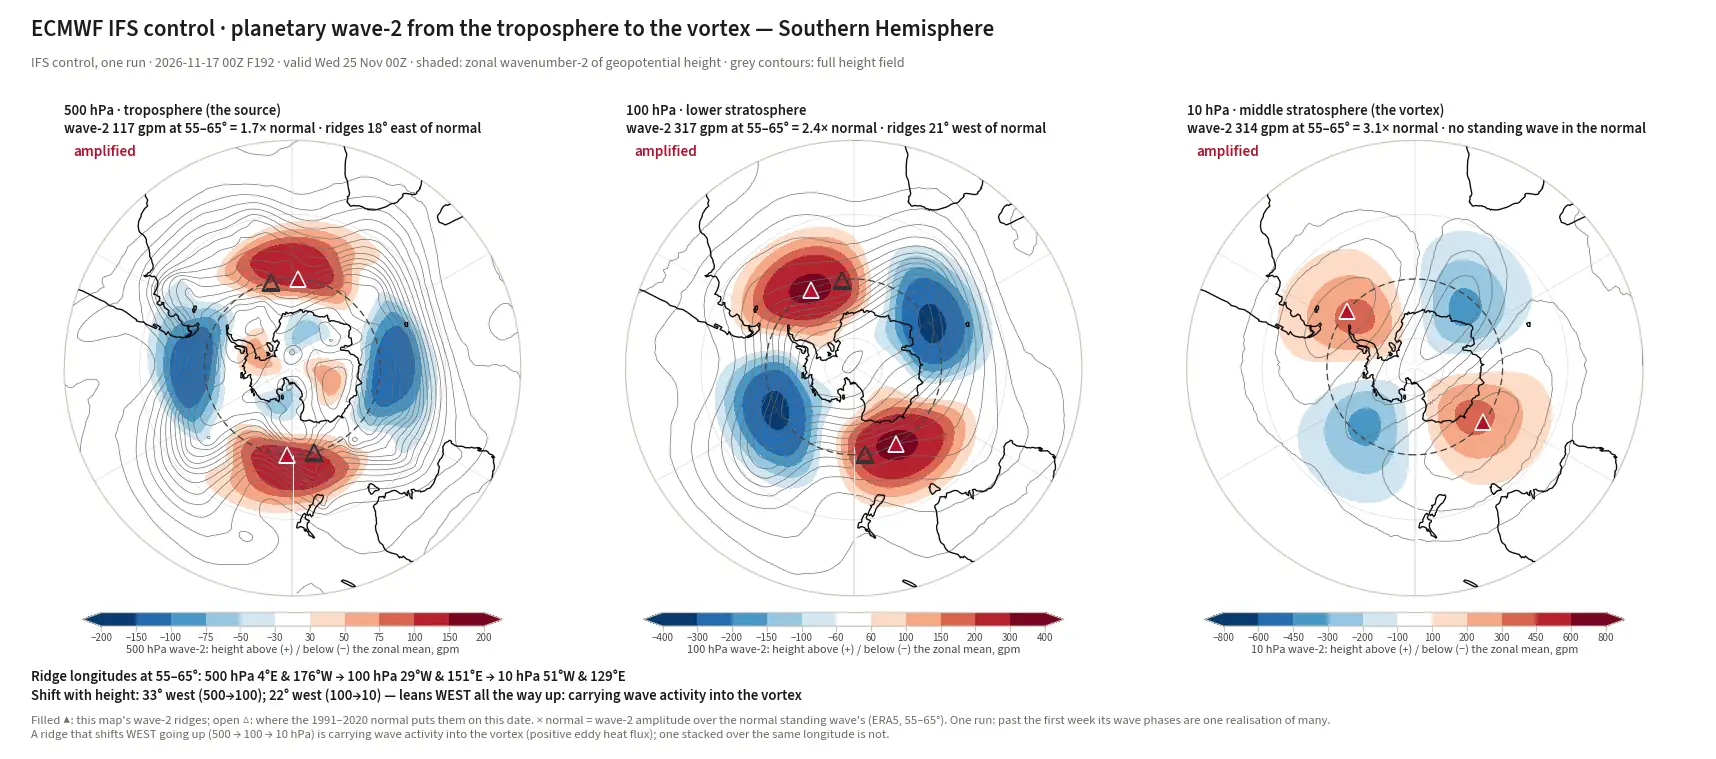 ECMWF IFS control · planetary wave-2 from the troposphere to the vortex — Southern Hemisphere
IFS control, one run · 2026-11-17 00Z F192 · valid Wed 25 Nov 00Z · shaded: zonal wavenumber-2 of geopotential height · grey contours: full height field
500 hPa · troposphere (the source)
wave-2 117 gpm at 55–65° = 1.7× normal · ridges 18° east of normal
amplified
100 hPa · lower stratosphere
wave-2 317 gpm at 55–65° = 2.4× normal · ridges 21° west of normal
amplified
10 hPa · middle stratosphere (the vortex)
wave-2 314 gpm at 55–65° = 3.1× normal · no standing wave in the normal
amplified
−200 −150 −100 −75 −50 −30 30 50 75 100 150 200
500 hPa wave-2: height above (+) / below (−) the zonal mean, gpm
−400 −300 −200 −150 −100 −60 60 100 150 200 300 400
100 hPa wave-2: height above (+) / below (−) the zonal mean, gpm
−800 −600 −450 −300 −200 −100 100 200 300 450 600 800
10 hPa wave-2: height above (+) / below (−) the zonal mean, gpm
Ridge longitudes at 55–65°: 500 hPa 4°E & 176°W → 100 hPa 29°W & 151°E → 10 hPa 51°W & 129°E
Shift with height: 33° west (500→100); 22° west (100→10) — leans WEST all the way up: carrying wave activity into the vortex
Filled ▲: this map's wave-2 ridges; open △: where the 1991–2020 normal puts them on this date. × normal = wave-2 amplitude over the normal standing wave's (ERA5, 55–65°). One run: past the first week its wave phases are one realisation of many.
A ridge that shifts WEST going up (500 → 100 → 10 hPa) is carrying wave activity into the vortex (positive eddy heat flux); one stacked over the same longitude is not.